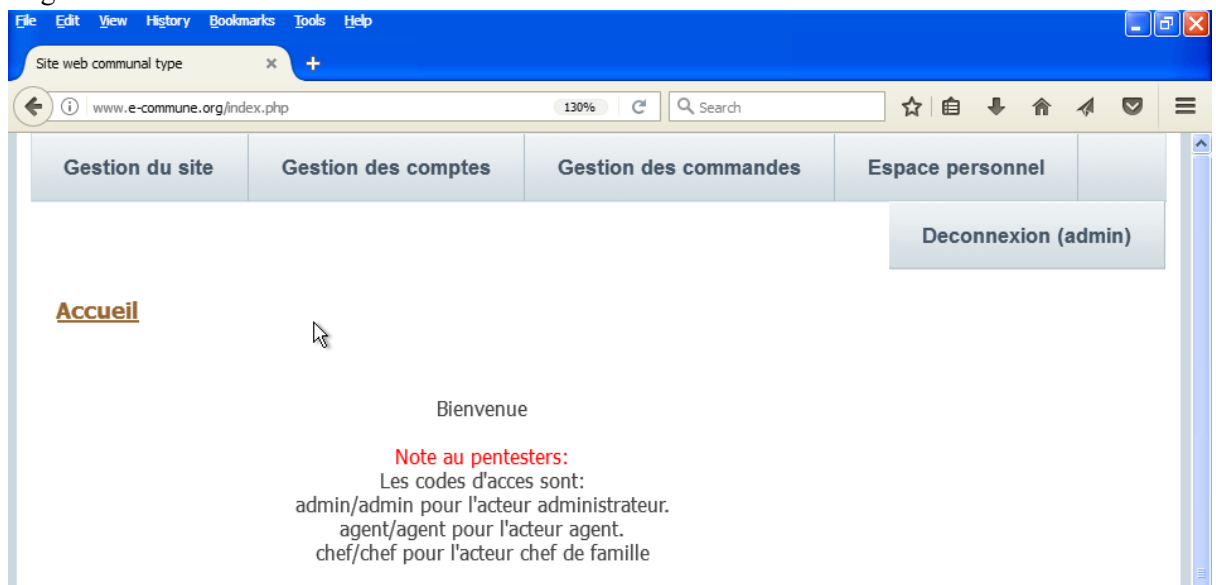 File Edit View History Bookmarks Tools Help
Site web communal type
www.e-commune.org/index.php 130% Search
Gestion du site Gestion des comptes Gestion des commandes Espace personnel
Deconnexion (admin)
Accueil
Bienvenue
Note au pentesters:
Les codes d'acces sont:
admin/admin pour l'acteur administrateur.
agent/agent pour l'acteur agent.
chef/chef pour l'acteur chef de famille